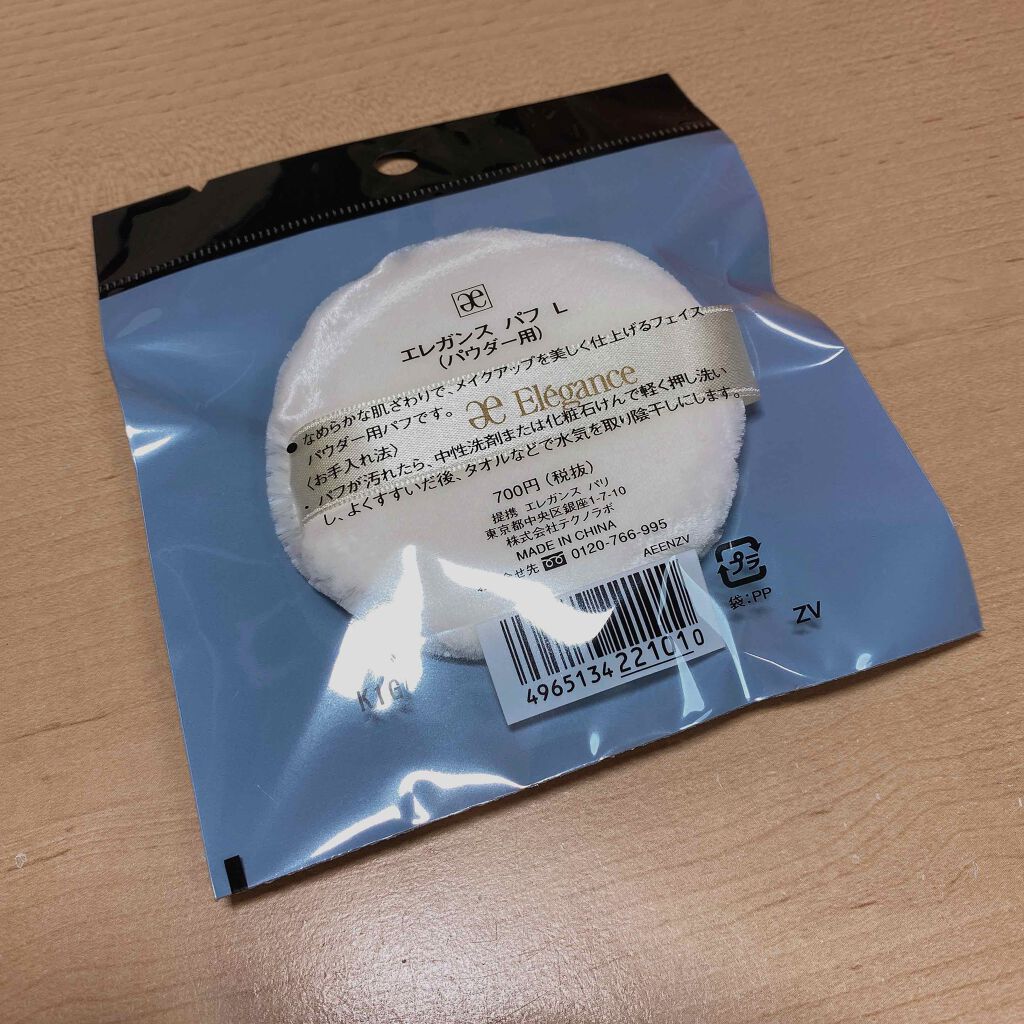 æ
エレガンス パフ L
(パウダー用)
・なめらかな肌ざわりで、メイクアップを美しく仕上げるフェイス
パウダー用パフです。
æ Elégance
〈お手入れ法〉
・パフが汚れたら、中性洗剤または化粧石けんで軽く押し洗い
し、よくすすいだ後、タオルなどで水気を取り陰干しにします。
700円(税抜)
提携 エレガンス パリ
東京都中央区銀座1-7-10
株式会社テクノラボ
MADE IN CHINA
合せ先 0120-766-995
AEENZV
プラ
袋:PP
ZV
4965134221010
KIG